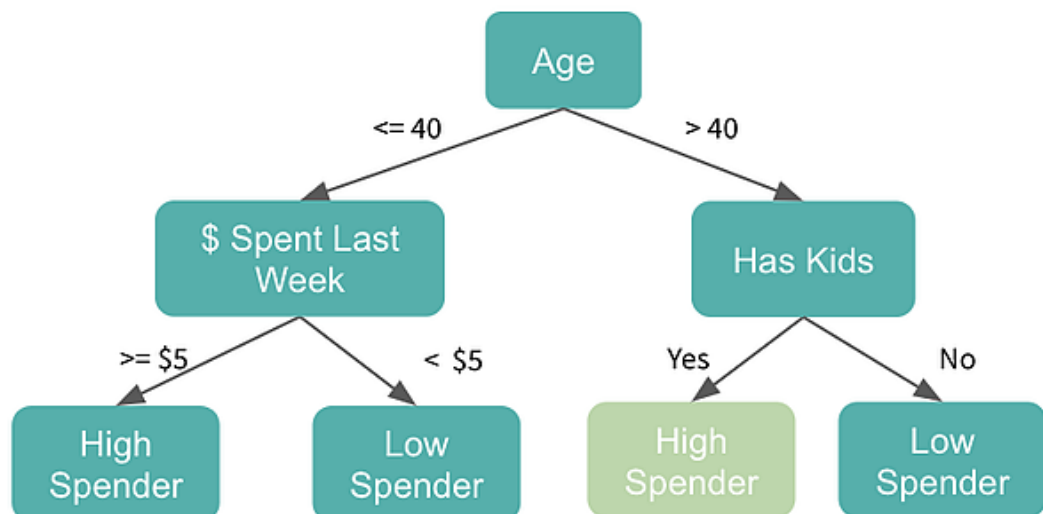 Age
<= 40
> 40
$ Spent Last
Week
Has Kids
>= $5
< $5
Yes
No
High
Spender
Low
Spender
High
Spender
Low
Spender